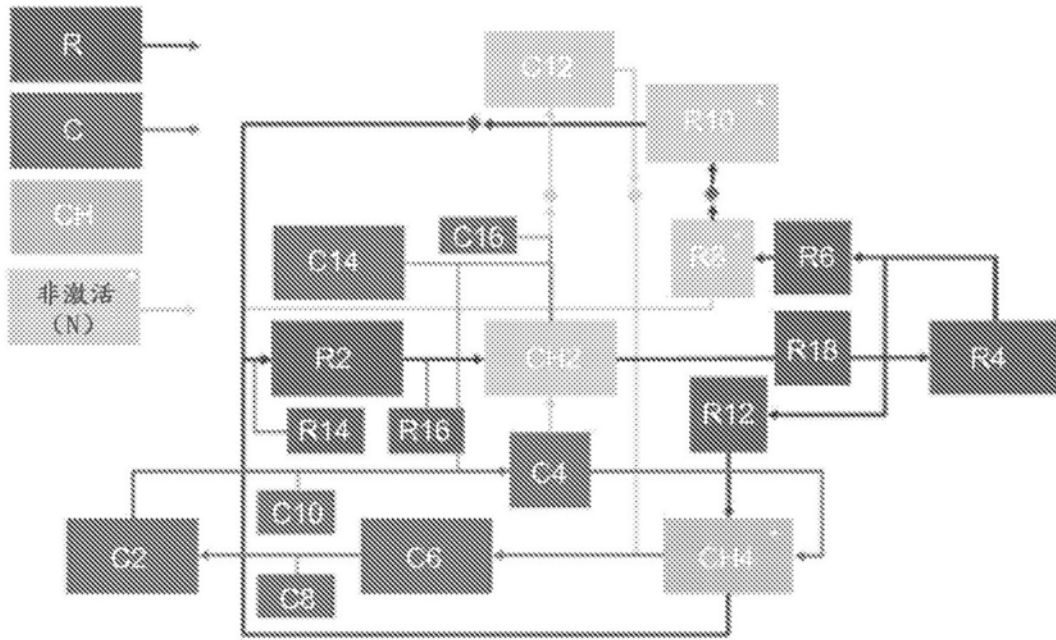 R
C
CH
非激活
（N）
C12
R10
C16
C14
R8
R6
R2
CH2
R18
R4
R14
R16
R12
C4
C10
C2
C6
CH4
C8